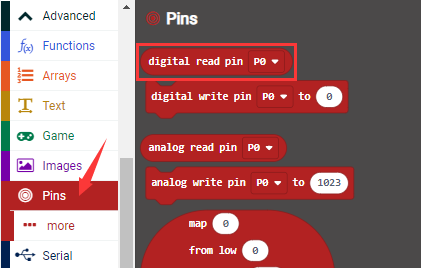 Advanced
Functions
Arrays
Text
Game
Images
Pins
more
Serial
Pins
digital read pin P0
digital write pin P0 to 0
analog read pin P0
analog write pin P0 to 1023
map 0
from low 0